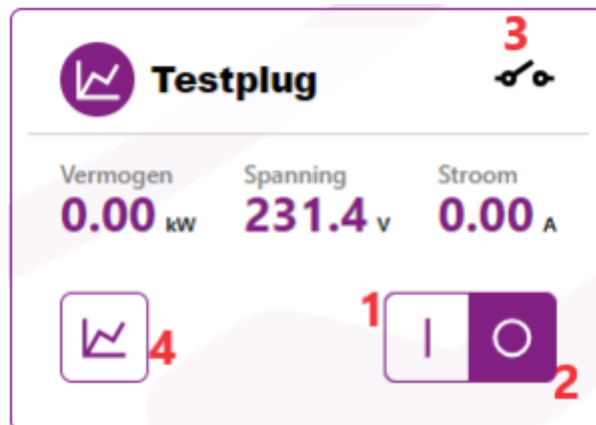 3
Testplug
Vermogen Spanning Stroom
0.00 kW 231.4 V 0.00 A
4 1 2